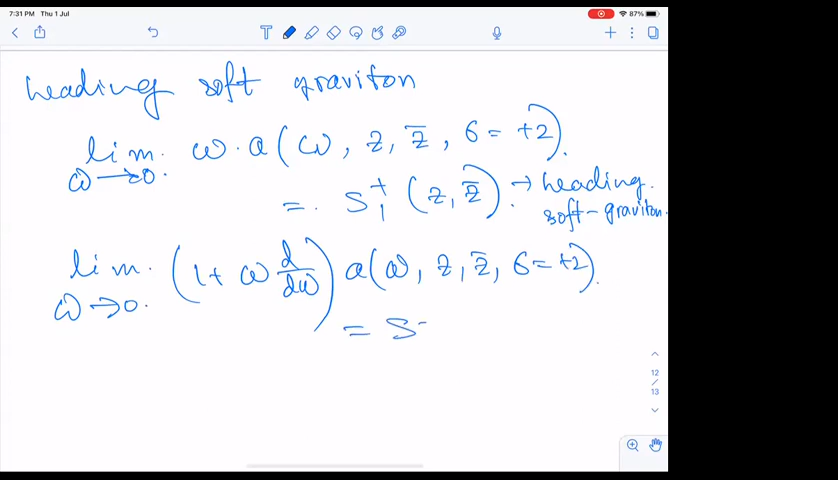 7:31 PM Thu 1 Jul
87%
Leading soft graviton
lim ω→0 ω · a(ω, z, z̄, σ = +2)
= S₁⁺ (z, z̄) → Leading
soft-graviton
lim ω→0 (1 + ω d/dω) a(ω, z, z̄, σ = +2)
= S
12
/
13